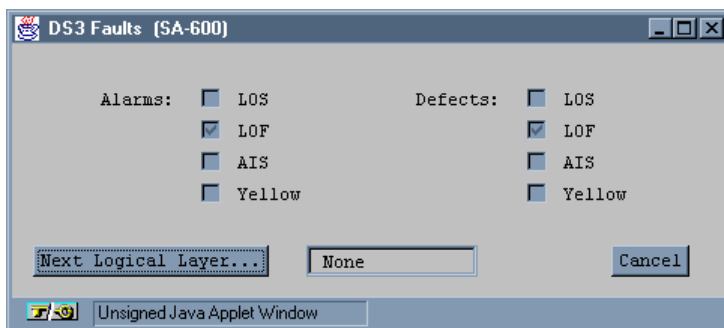 DS3 Faults (SA-600)
Alarms: LOS Defects: LOS
LOF LOF
AIS AIS
Yellow Yellow
Next Logical Layer... None Cancel
Unsigned Java Applet Window